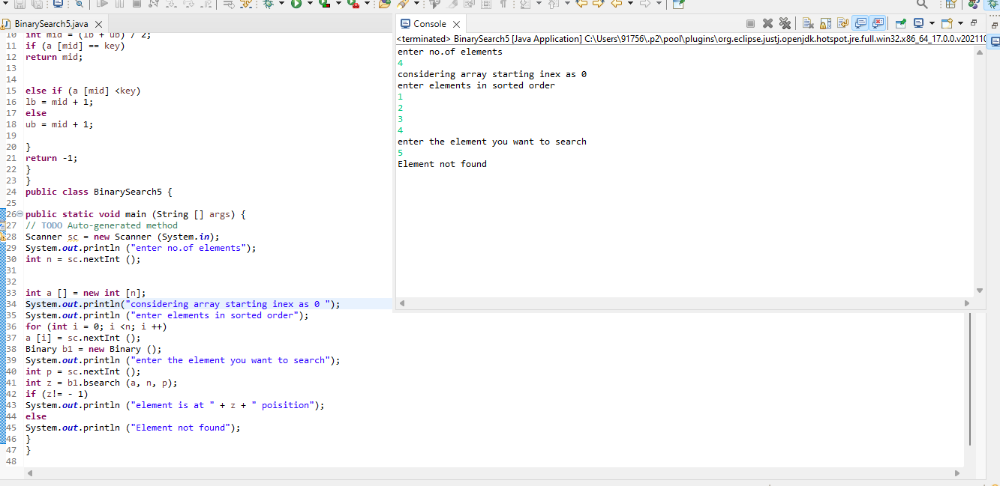 BinarySearch5.java
10 int mid = (lb + ub) / 2;
11 if (a [mid] == key)
12 return mid;
13
14
15 else if (a [mid] <key)
16 lb = mid + 1;
17 else
18 ub = mid + 1;
19
20 }
21 return -1;
22 }
23 }
24 public class BinarySearch5 {
25
26 public static void main (String [] args) {
27 // TODO Auto-generated method
28 Scanner sc = new Scanner (System.in);
29 System.out.println ("enter no.of elements");
30 int n = sc.nextInt ();
31
32
33 int a [] = new int [n];
34 System.out.println("considering array starting inex as 0 ");
35 System.out.println ("enter elements in sorted order");
36 for (int i = 0; i <n; i ++)
37 a [i] = sc.nextInt ();
38 Binary b1 = new Binary ();
39 System.out.println ("enter the element you want to search");
40 int p = sc.nextInt ();
41 int z = b1.bsearch (a, n, p);
42 if (z!= - 1)
43 System.out.println ("element is at " + z + " poisition");
44 else
45 System.out.println ("Element not found");
46 }
47 }
48
Console
<terminated> BinarySearch5 [Java Application] C:\Users\91756\.p2\pool\plugins\org.eclipse.justj.openjdk.hotspot.jre.full.win32.x86_64_17.0.0.v202110
enter no.of elements
4
considering array starting inex as 0
enter elements in sorted order
1
2
3
4
enter the element you want to search
5
Element not found